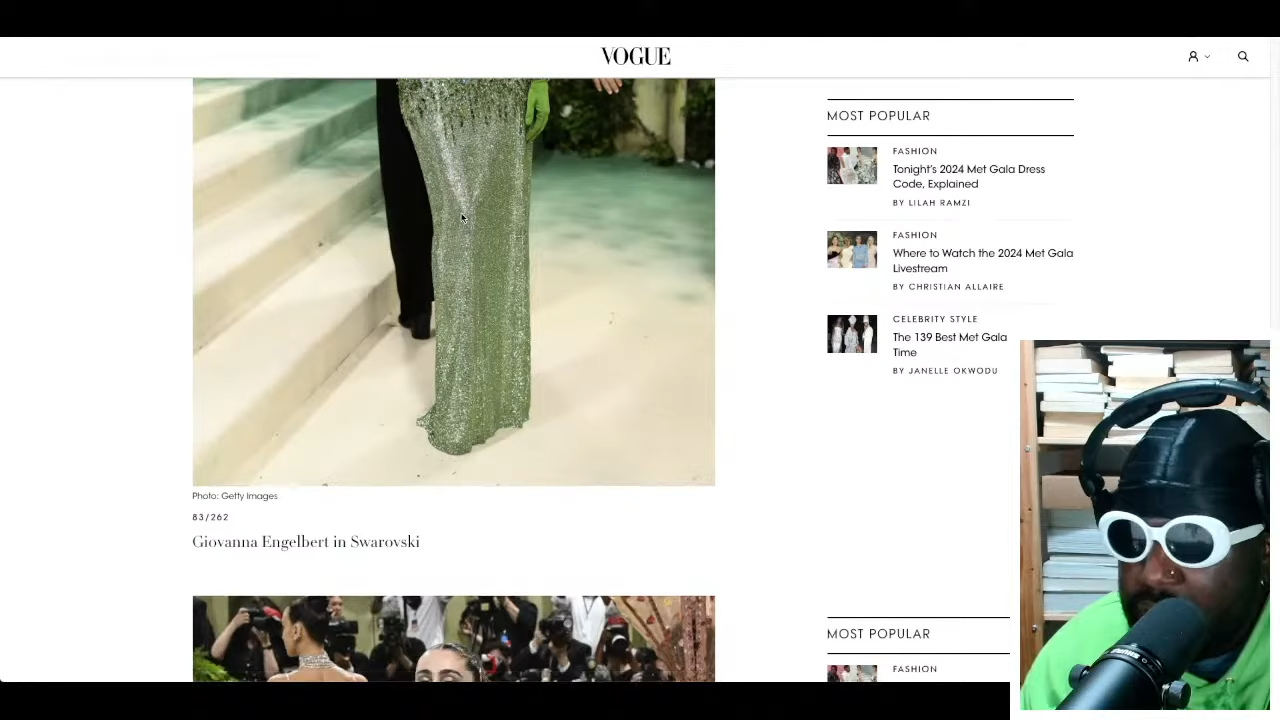 VOGUE
MOST POPULAR
FASHION
Tonight's 2024 Met Gala Dress
Code, Explained
BY LILAH RAMZI
FASHION
Where to Watch the 2024 Met Gala
Livestream
BY CHRISTIAN ALLAIRE
CELEBRITY STYLE
The 139 Best Met Gala
Time
BY JANELLE OKWODU
Photo: Getty Images
83/262
Giovanna Engelbert in Swarovski
MOST POPULAR
FASHION